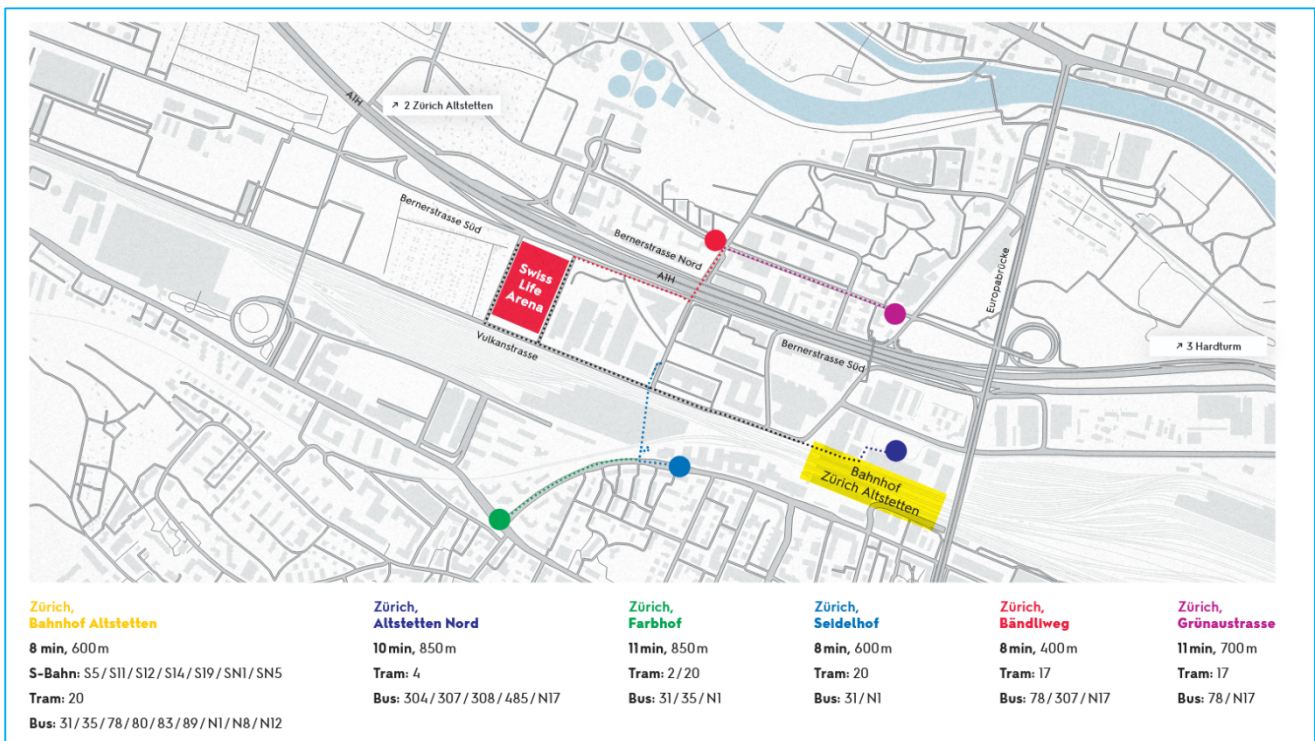 A1H
↗ 2 Zürich Altstetten
Bernerstrasse Süd
Bernerstrasse Nord
A1H
Swiss
Life
Arena
Europabrücke
Vulkanstrasse
Bernerstrasse Süd
↗ 3 Hardturm
Bahnhof
Zürich Altstetten
Zürich,
Bahnhof Altstetten
8 min, 600 m
S-Bahn: S5 / S11 / S12 / S14 / S19 / SN1 / SN5
Tram: 20
Bus: 31 / 35 / 78 / 80 / 83 / 89 / N1 / N8 / N12
Zürich,
Altstetten Nord
10 min, 850 m
Tram: 4
Bus: 304 / 307 / 308 / 485 / N17
Zürich,
Farbhof
11 min, 850 m
Tram: 2 / 20
Bus: 31 / 35 / N1
Zürich,
Seidelhof
8 min, 600 m
Tram: 20
Bus: 31 / N1
Zürich,
Bändliweg
8 min, 400 m
Tram: 17
Bus: 78 / 307 / N17
Zürich,
Grünaustrasse
11 min, 700 m
Tram: 17
Bus: 78 / N17